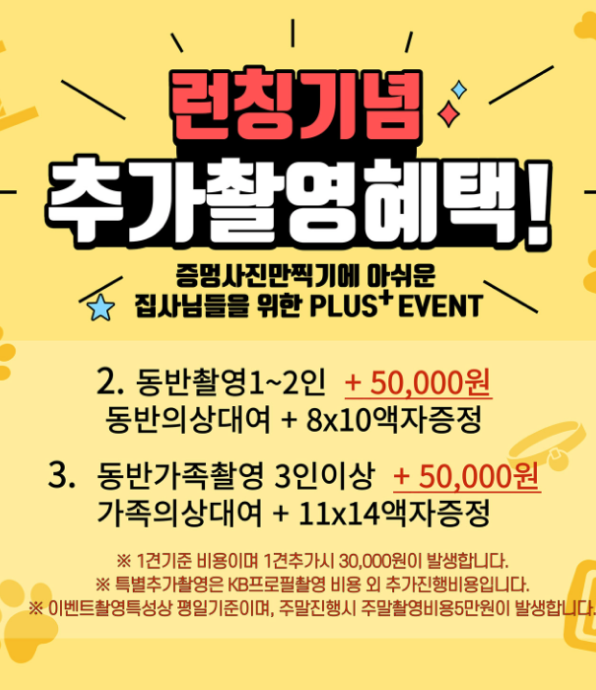 런칭기념
추가촬영혜택!
증명사진만찍기에 아쉬운
집사님들을 위한 PLUS+ EVENT
2. 동반촬영1~2인 + 50,000원
동반의상대여 + 8x10액자증정
3. 동반가족촬영 3인이상 + 50,000원
가족의상대여 + 11x14액자증정
※ 1견기준 비용이며 1견추가시 30,000원이 발생합니다.
※ 특별추가촬영은 KB프로필촬영 비용 외 추가진행비용입니다.
※ 이벤트촬영특성상 평일기준이며, 주말진행시 주말촬영비용5만원이 발생합니다.